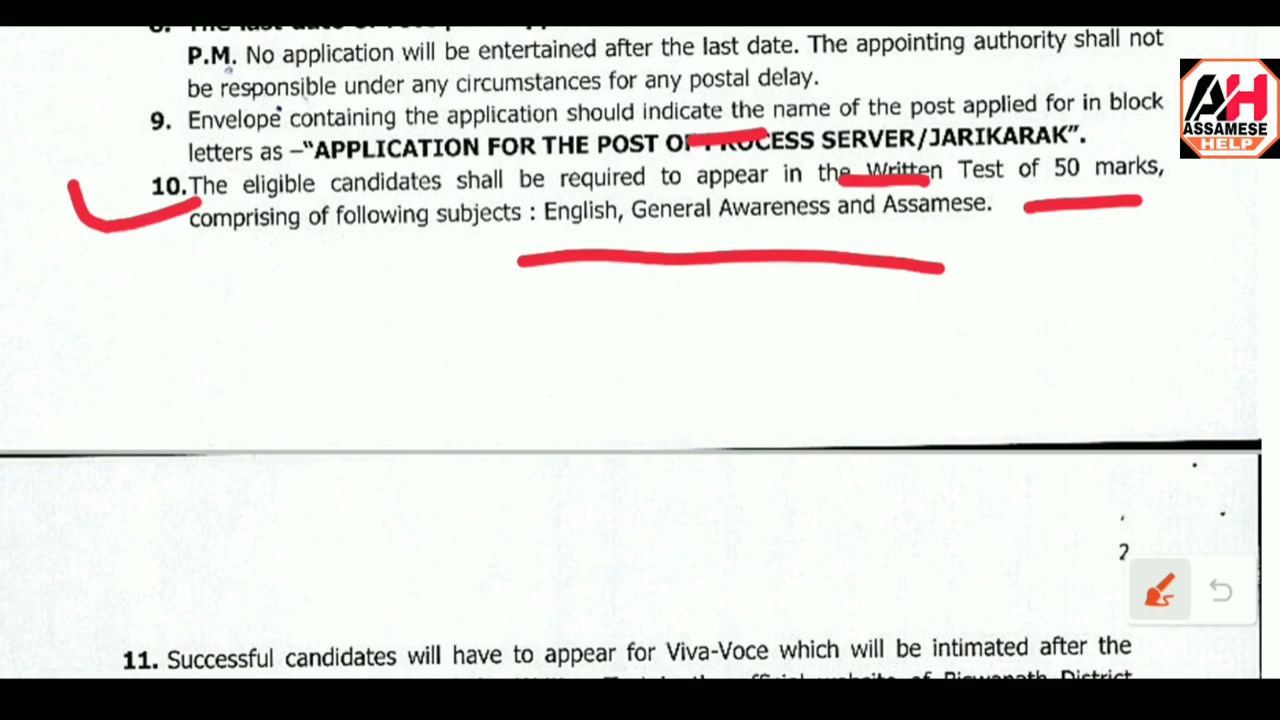 P.M. No application will be entertained after the last date. The appointing authority shall not
be responsible under any circumstances for any postal delay.
9. Envelope containing the application should indicate the name of the post applied for in block
letters as –“APPLICATION FOR THE POST OF PROCESS SERVER/JARIKARAK”.
10.The eligible candidates shall be required to appear in the Written Test of 50 marks,
comprising of following subjects : English, General Awareness and Assamese.
AH
ASSAMESE
HELP
2
11. Successful candidates will have to appear for Viva-Voce which will be intimated after the